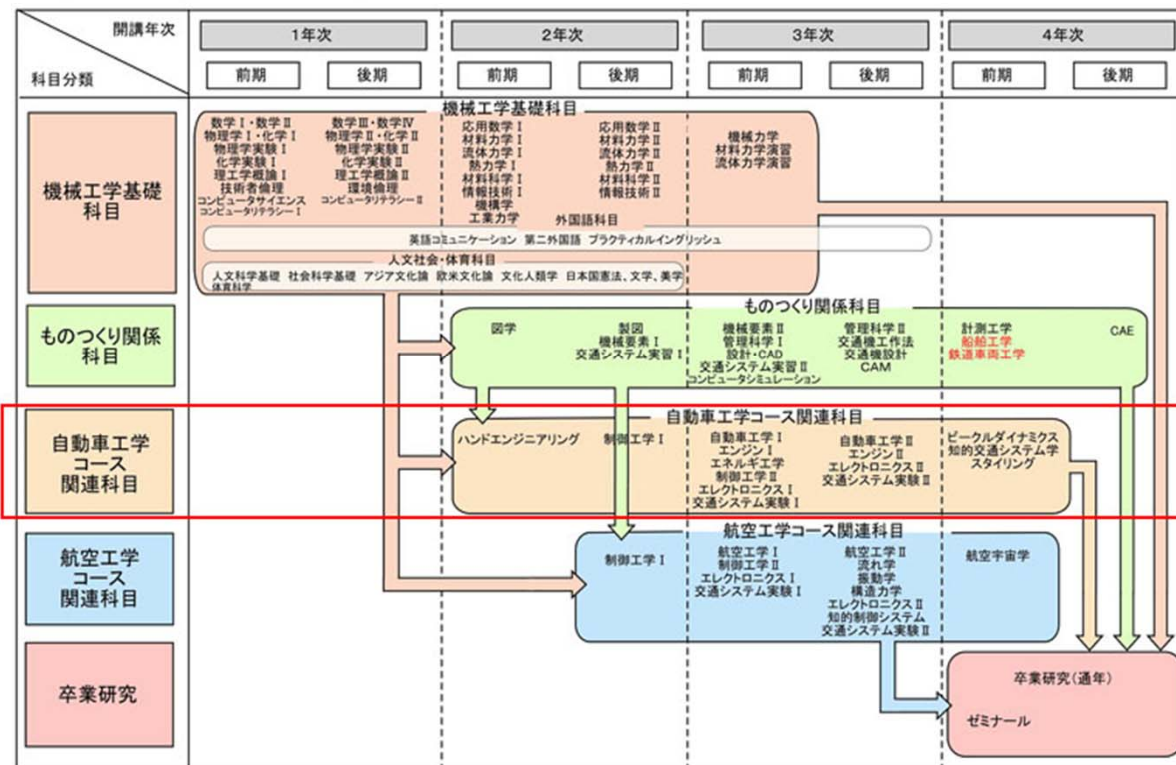 開講年次
科目分類
1年次
2年次
3年次
4年次
前期
後期
前期
後期
前期
後期
前期
後期
機械工学基礎
科目
機械工学基礎科目
数学Ⅰ・数学Ⅱ
物理学Ⅰ・化学Ⅰ
物理学実験Ⅰ
化学実験Ⅰ
理工学概論Ⅰ
技術者倫理
コンピュータサイエンス
コンピュータリテラシーⅠ
数学Ⅲ・数学Ⅳ
物理学Ⅱ・化学Ⅱ
物理学実験Ⅱ
化学実験Ⅱ
理工学概論Ⅱ
環境倫理
コンピュータリテラシーⅡ
応用数学Ⅰ
材料力学Ⅰ
流体力学Ⅰ
熱力学Ⅰ
材料科学Ⅰ
情報技術Ⅰ
機構学
工業力学
応用数学Ⅱ
材料力学Ⅱ
流体力学Ⅱ
熱力学Ⅱ
材料科学Ⅱ
情報技術Ⅱ
機械力学
材料力学演習
流体力学演習
外国語科目
英語コミュニケーション 第二外国語 プラクティカルイングリッシュ
人文社会・体育科目
人文科学基礎 社会科学基礎 アジア文化論 欧米文化論 文化人類学 日本国憲法、文学、美学
体育科学
ものつくり関係
科目
ものつくり関係科目
図学
製図
機械要素Ⅰ
交通システム実習Ⅰ
機械要素Ⅱ
管理科学Ⅰ
設計・CAD
交通システム実習Ⅱ
コンピュータシミュレーション
管理科学Ⅱ
交通機工作法
交通機設計
CAM
計測工学
船舶工学
鉄道車両工学
CAE
自動車工学
コース
関連科目
自動車工学コース関連科目
ハンドエンジニアリング
制御工学Ⅰ
自動車工学Ⅰ
エンジンⅠ
エネルギ工学
制御工学Ⅱ
エレクトロニクスⅠ
交通システム実験Ⅰ
自動車工学Ⅱ
エンジンⅡ
エレクトロニクスⅡ
交通システム実験Ⅱ
ビークルダイナミクス
知的交通システム学
スタイリング
航空工学
コース
関連科目
航空工学コース関連科目
制御工学Ⅰ
航空工学Ⅰ
制御工学Ⅱ
エレクトロニクスⅠ
交通システム実験Ⅰ
航空工学Ⅱ
流れ学
振動学
構造力学
エレクトロニクスⅡ
知的制御システム
交通システム実験Ⅱ
航空宇宙学
卒業研究
卒業研究(通年)
ゼミナール